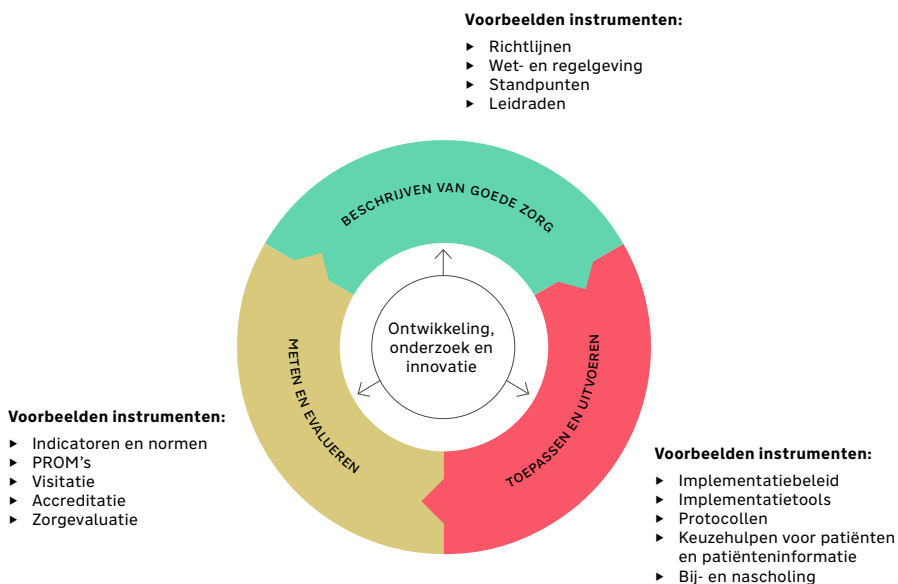 Voorbeelden instrumenten:
▸ Richtlijnen
▸ Wet- en regelgeving
▸ Standpunten
▸ Leidraden
BESCHRIJVEN VAN GOEDE ZORG
Ontwikkeling,
onderzoek en
innovatie
METEN EN EVALUEREN
TOEPASSEN EN UITVOEREN
Voorbeelden instrumenten:
▸ Indicatoren en normen
▸ PROM's
▸ Visitatie
▸ Accreditatie
▸ Zorgevaluatie
Voorbeelden instrumenten:
▸ Implementatiebeleid
▸ Implementatietools
▸ Protocollen
▸ Keuzehulpen voor patiënten
en patiënteninformatie
▸ Bij- en nascholing